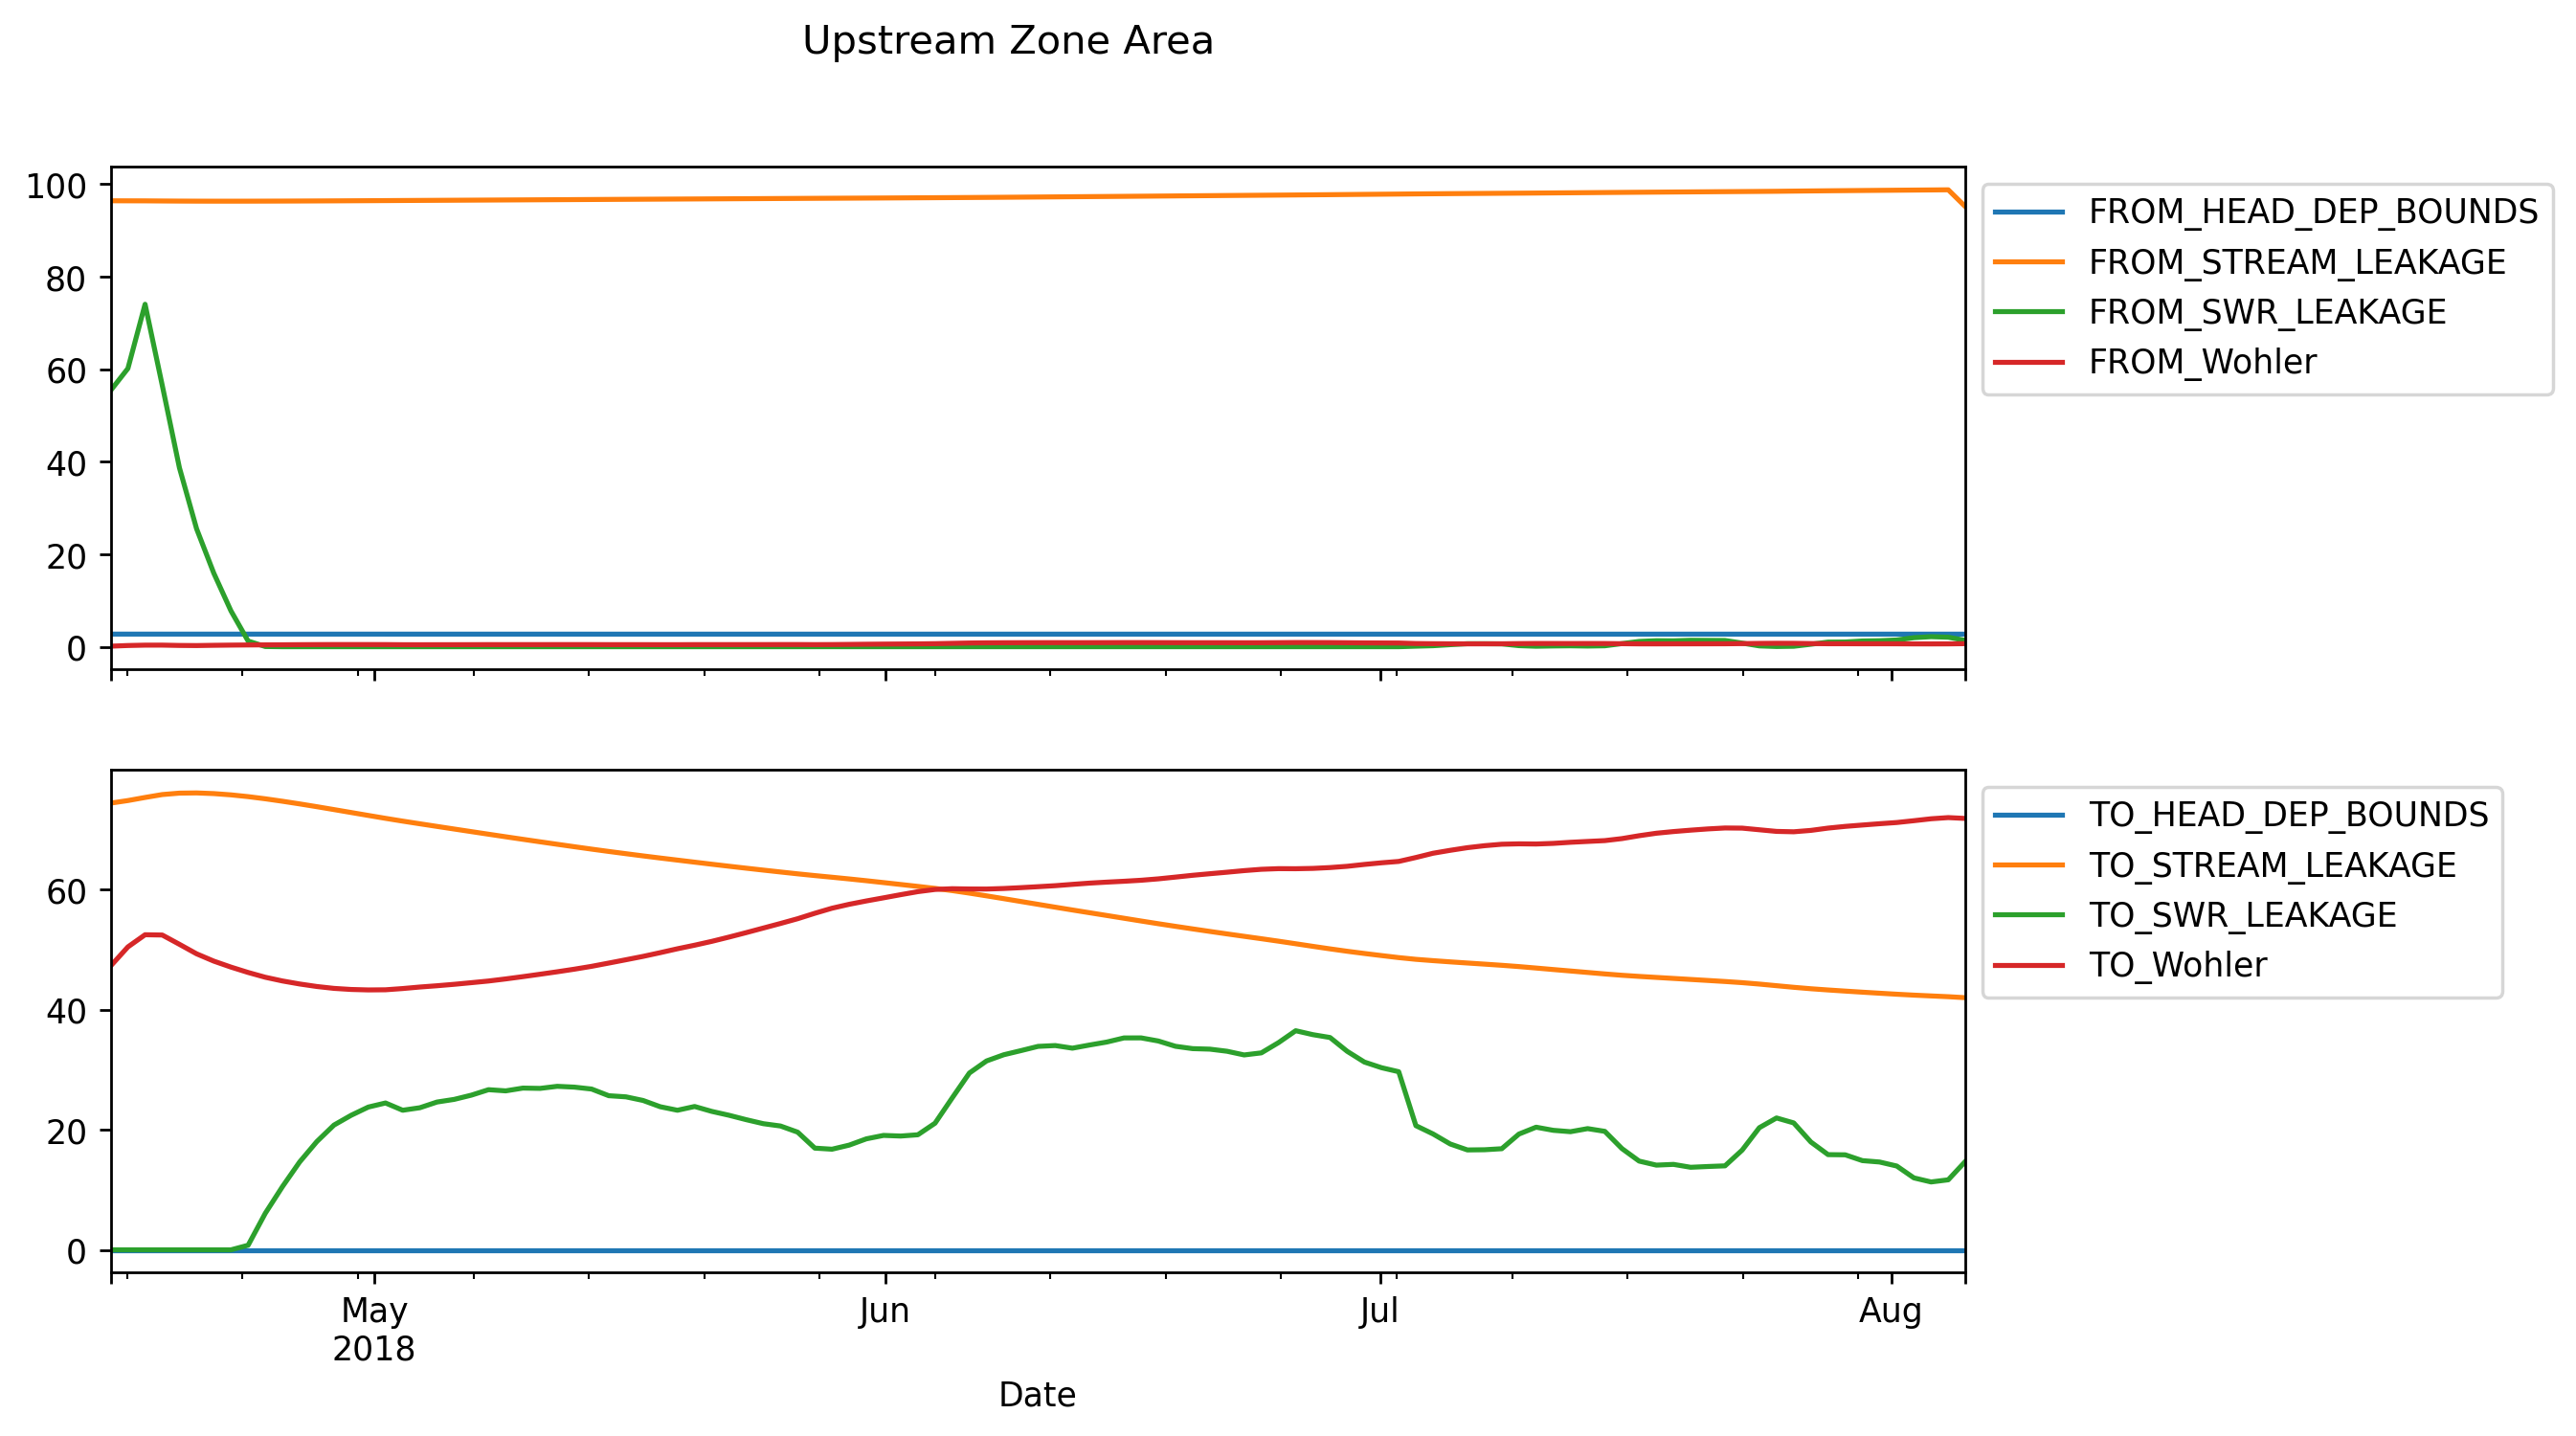 Upstream Zone Area
100
80
60
40
20
0
FROM_HEAD_DEP_BOUNDS
FROM_STREAM_LEAKAGE
FROM_SWR_LEAKAGE
FROM_Wohler
60
40
20
0
TO_HEAD_DEP_BOUNDS
TO_STREAM_LEAKAGE
TO_SWR_LEAKAGE
TO_Wohler
May Jun Jul Aug
2018
Date